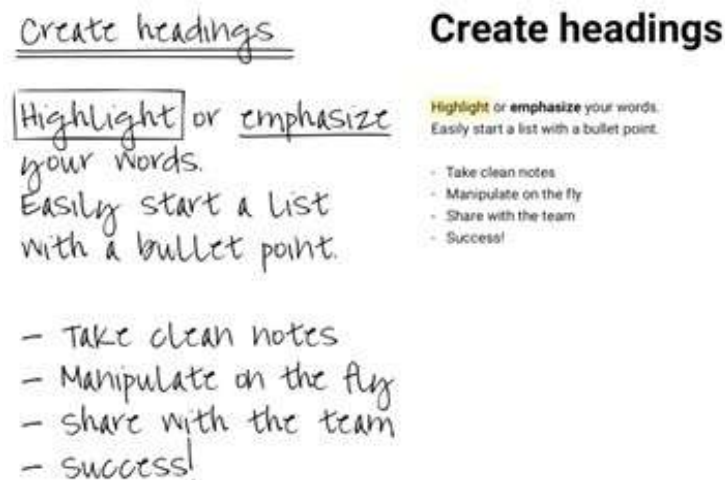 Create headings
Highlight or emphasize
your words.
Easily start a list
with a bullet point.
- Take clean notes
- Manipulate on the fly
- Share with the team
- Success!
Create headings
Highlight or emphasize your words.
Easily start a list with a bullet point.
- Take clean notes
- Manipulate on the fly
- Share with the team
- Success!